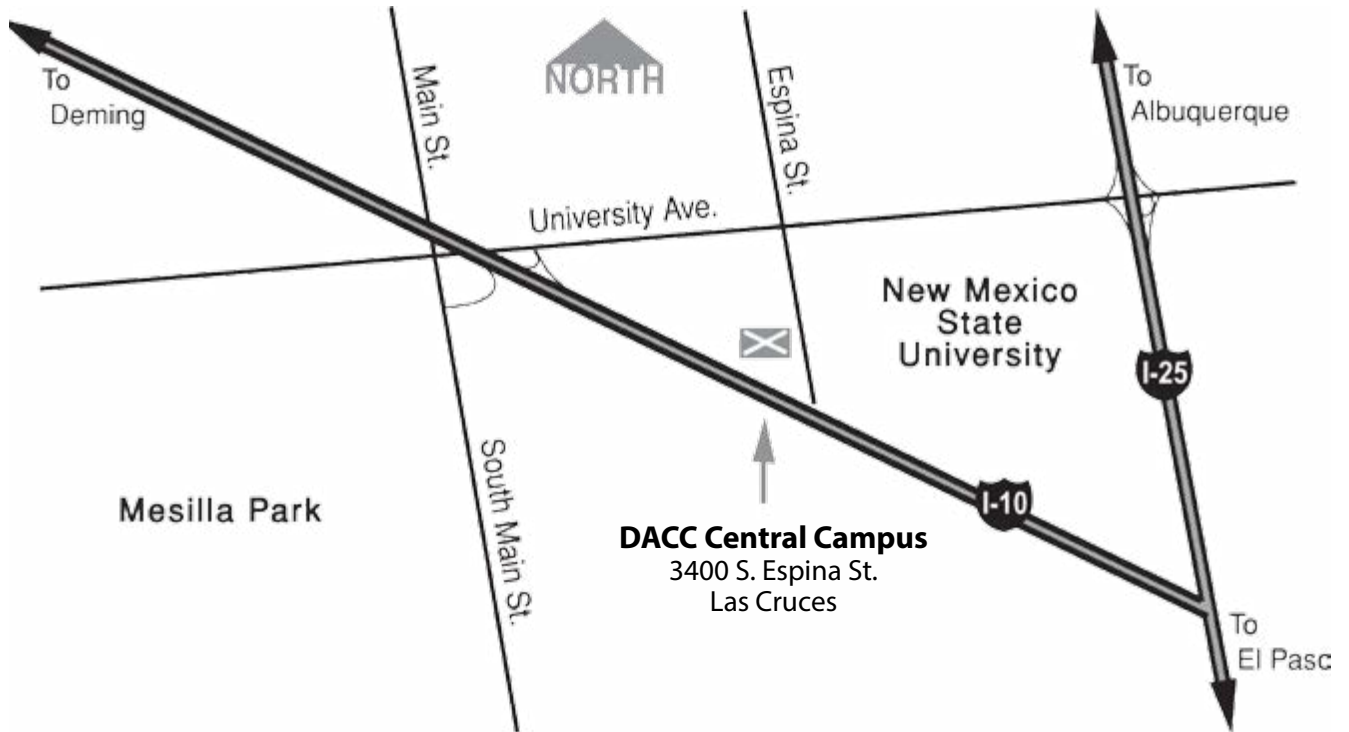 To
Deming
Main St.
NORTH
Espina St.
To
Albuquerque
University Ave.
New Mexico
State
University
I-25
South Main St.
Mesilla Park
I-10
DACC Central Campus
3400 S. Espina St.
Las Cruces
To
El Pasc